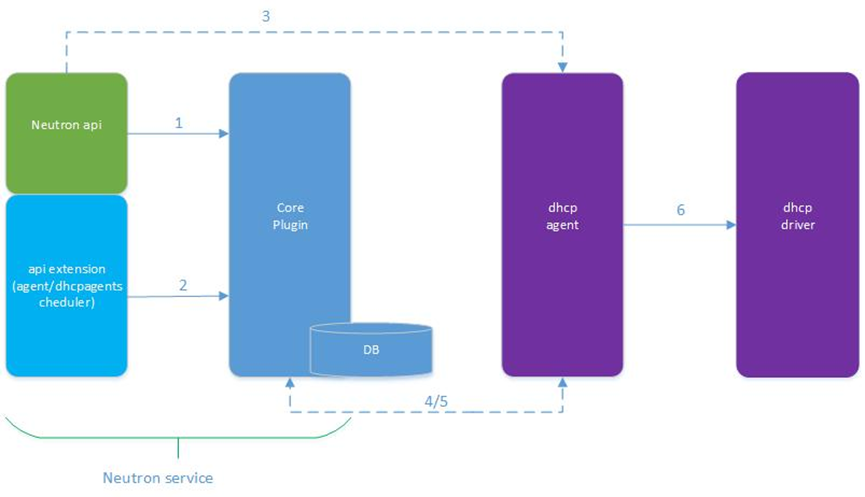 3
Neutron api
1
Core
Plugin
dhcp
agent
6
dhcp
driver
api extension
(agent/dhcpagents
cheduler)
2
DB
4/5
Neutron service